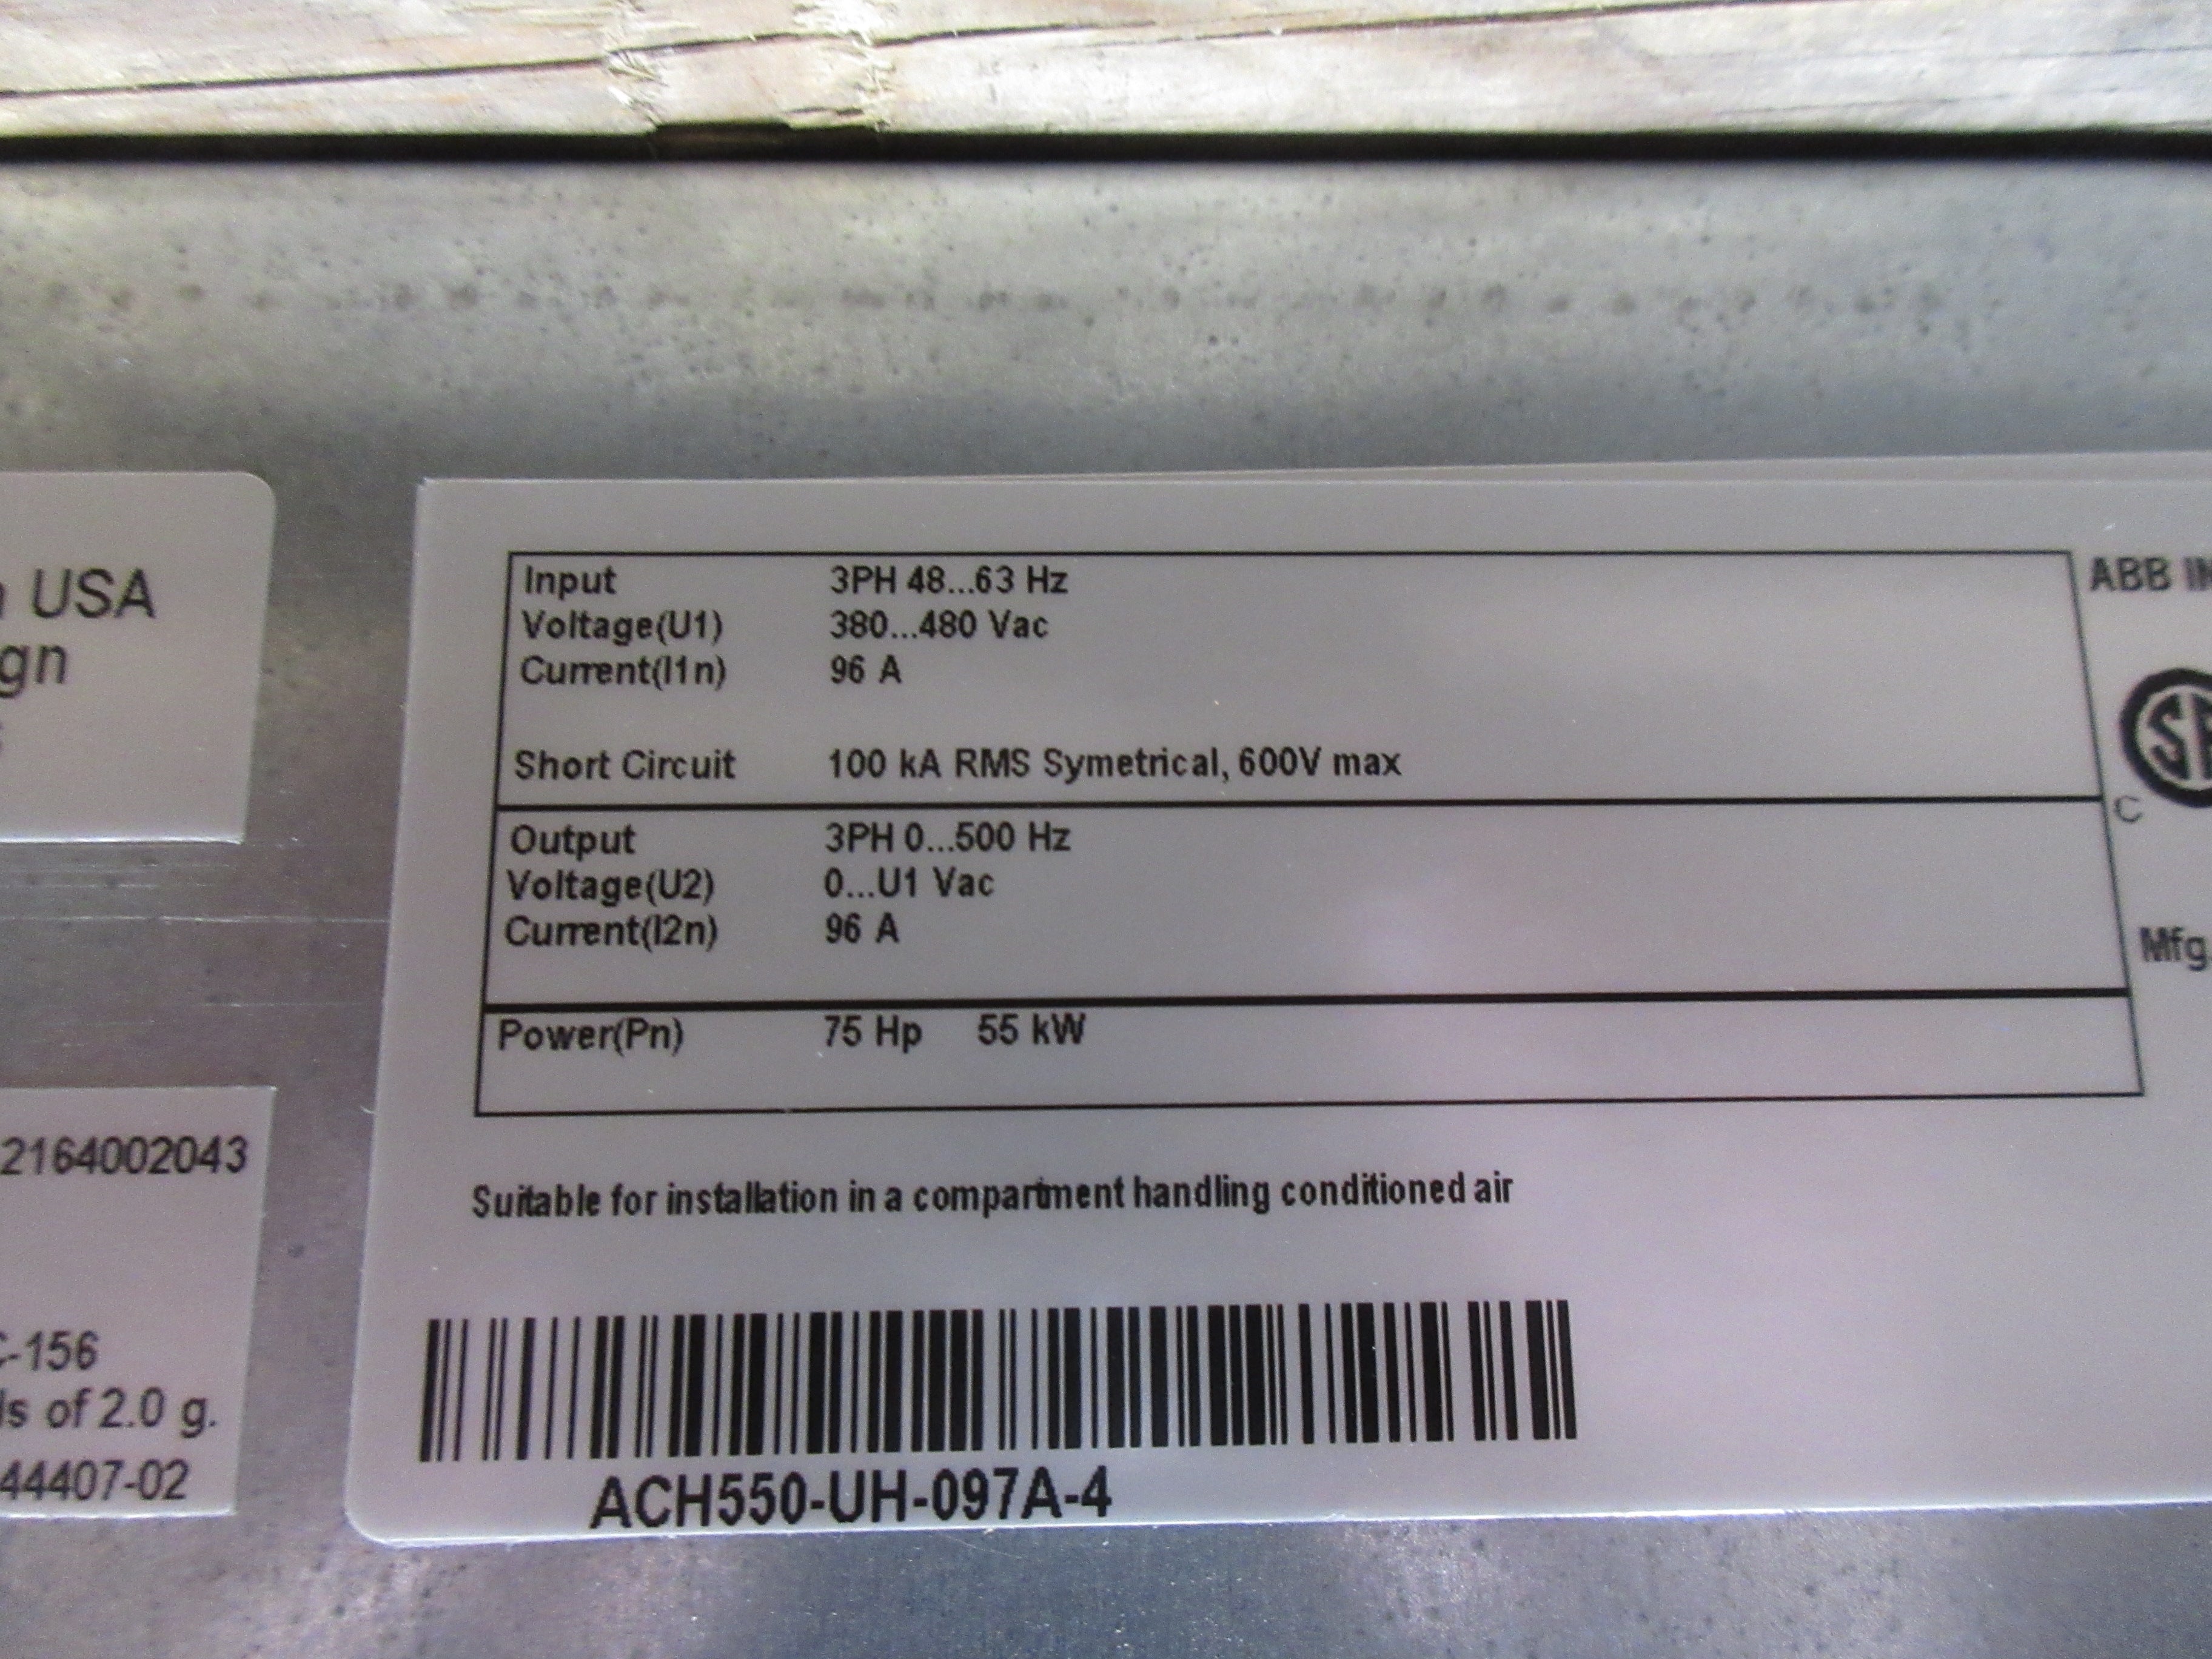 USA
Input 3PH 48...63 Hz
Voltage(U1) 380...480 Vac
Current(I1n) 96 A
Short Circuit 100 kA RMS Symetrical, 600V max
Output 3PH 0...500 Hz
Voltage(U2) 0...U1 Vac
Current(I2n) 96 A
Power(Pn) 75 Hp 55 kW
Suitable for installation in a compartment handling conditioned air
ACH550-UH-097A-4
ABB
C
Mfg.
2164002043
-156
of 2.0 g.
44407-02